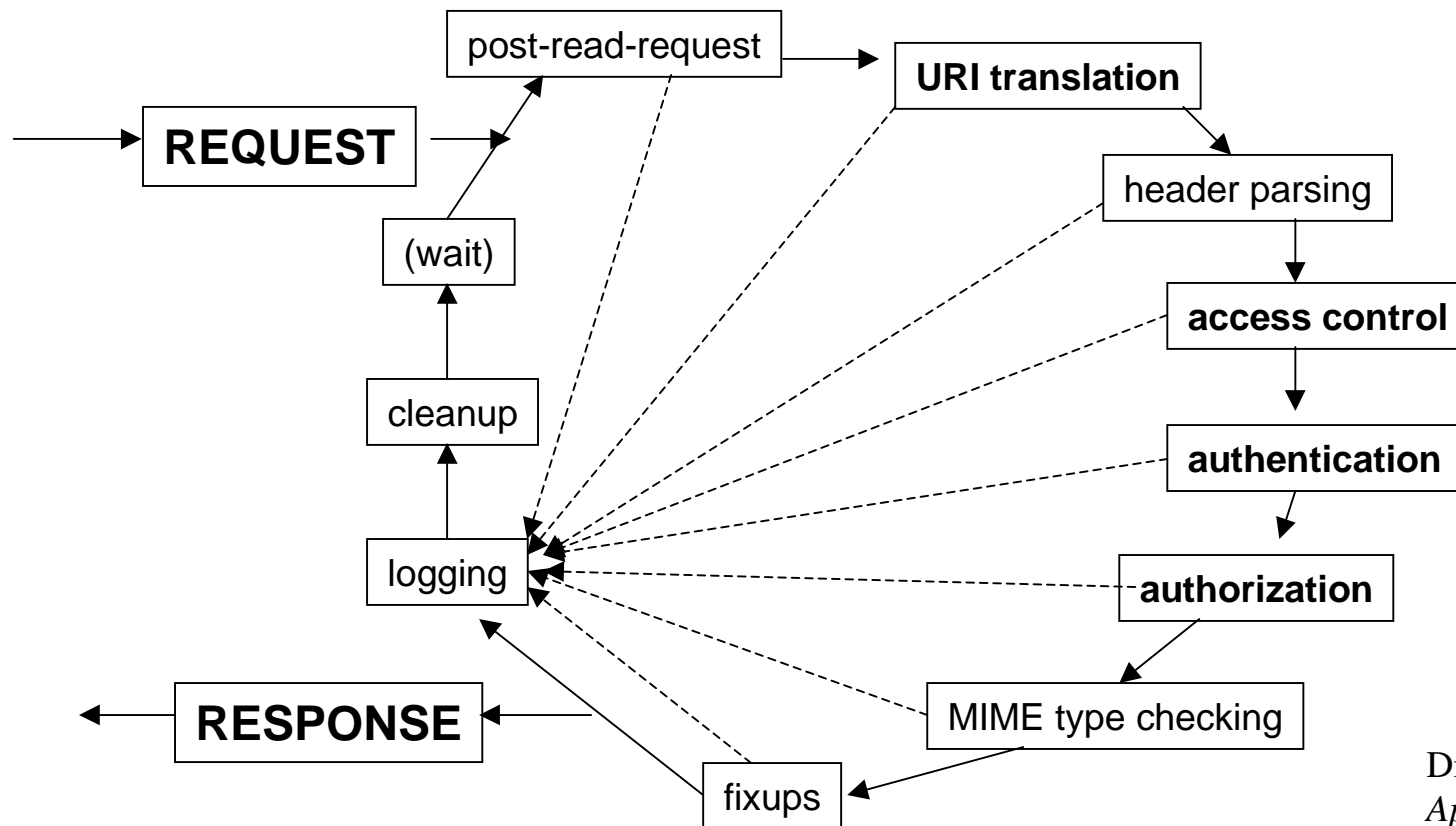 post-read-request
URI translation
REQUEST
header parsing
(wait)
access control
cleanup
authentication
logging
authorization
RESPONSE
MIME type checking
fixups